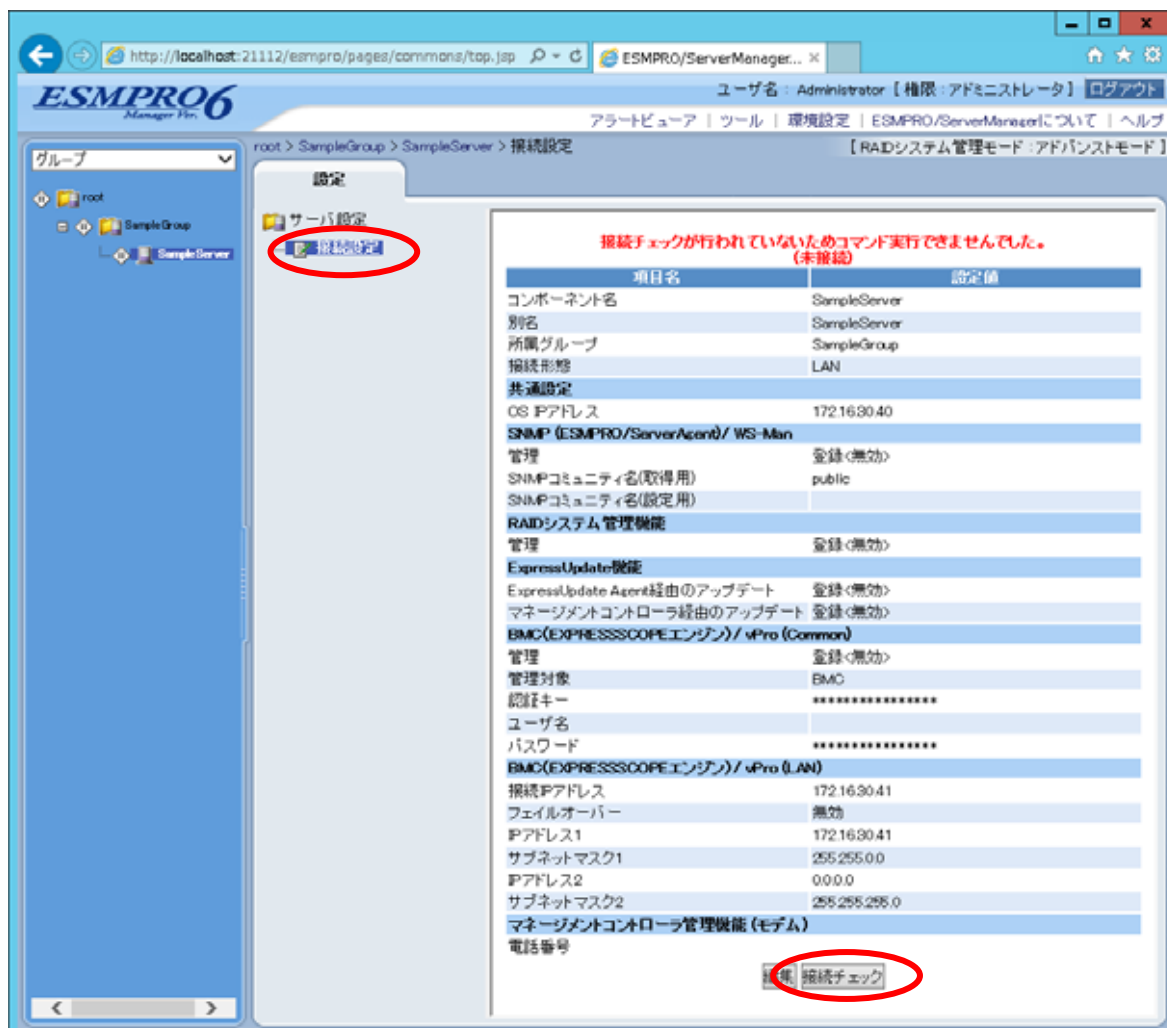 http://localhost:21112/esmpro/pages/commons/top.jsp
ESMPRO/ServerManager...
ESMPRO6
Manager Ver.
ユーザ名： Administrator 【 権限：アドミニストレータ】 ログアウト
アラートビューア | ツール | 環境設定 | ESMPRO/ServerManagerについて | ヘルプ
グループ
root > SampleGroup > SampleServer > 接続設定
【 RAIDシステム管理モード：アドバンストモード 】
設定
root
SampleGroup
SampleServer
サーバ設定
接続設定
接続チェックが行われていないためコマンド実行できませんでした。
(未接続)
項目名 設定値
コンポーネント名 SampleServer
別名 SampleServer
所属グループ SampleGroup
接続形態 LAN
共通設定
OS IPアドレス 172.16.30.40
SNMP (ESMPRO/ServerAgent)/ WS-Man
管理 登録<無効>
SNMPコミュニティ名(取得用) public
SNMPコミュニティ名(設定用)
RAIDシステム管理機能
管理 登録<無効>
ExpressUpdate機能
ExpressUpdate Agent経由のアップデート 登録<無効>
マネージメントコントローラ経由のアップデート 登録<無効>
BMC(EXPRESSSCOPEエンジン)/ vPro (Common)
管理 登録<無効>
管理対象 BMC
認証キー ****************
ユーザ名
パスワード ****************
BMC(EXPRESSSCOPEエンジン)/ vPro (LAN)
接続IPアドレス 172.16.30.41
フェイルオーバー 無効
IPアドレス1 172.16.30.41
サブネットマスク1 255.255.0.0
IPアドレス2 0.0.0.0
サブネットマスク2 255.255.255.0
マネージメントコントローラ管理機能 (モデム)
電話番号
編集 接続チェック